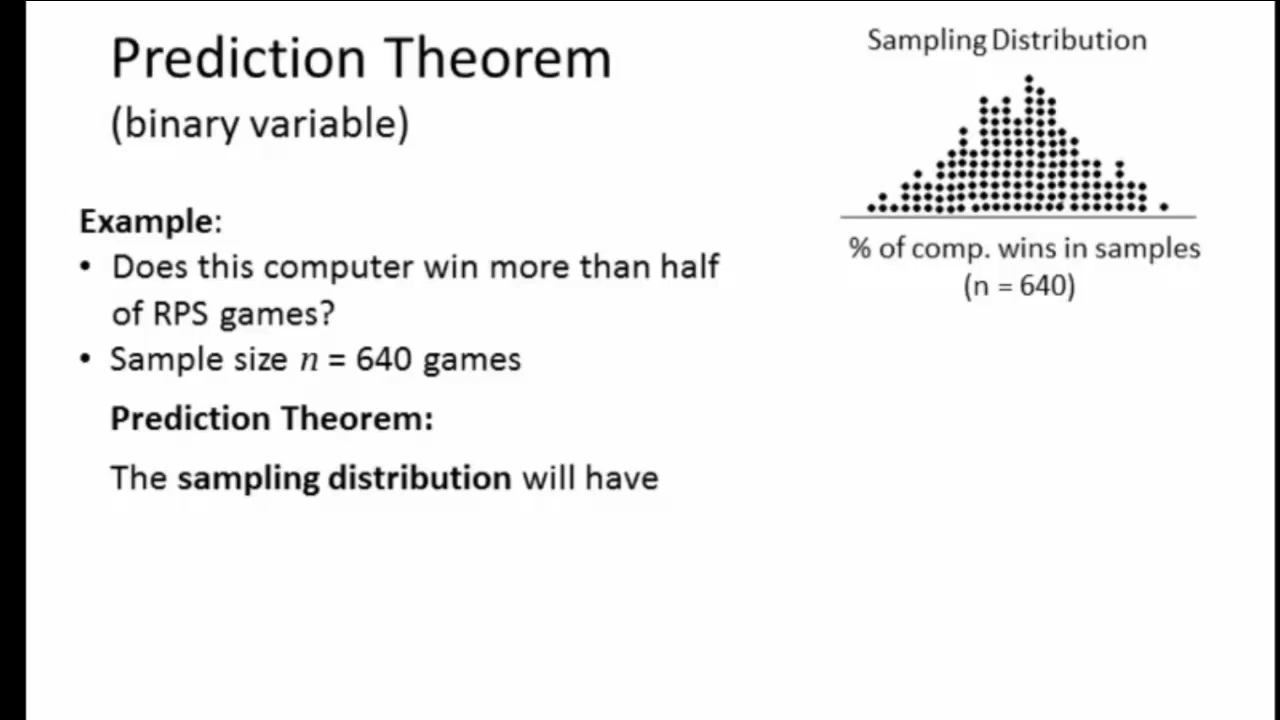 Prediction Theorem
(binary variable)
Sampling Distribution
% of comp. wins in samples
(n = 640)
Example:
• Does this computer win more than half
of RPS games?
• Sample size n = 640 games
Prediction Theorem:
The sampling distribution will have